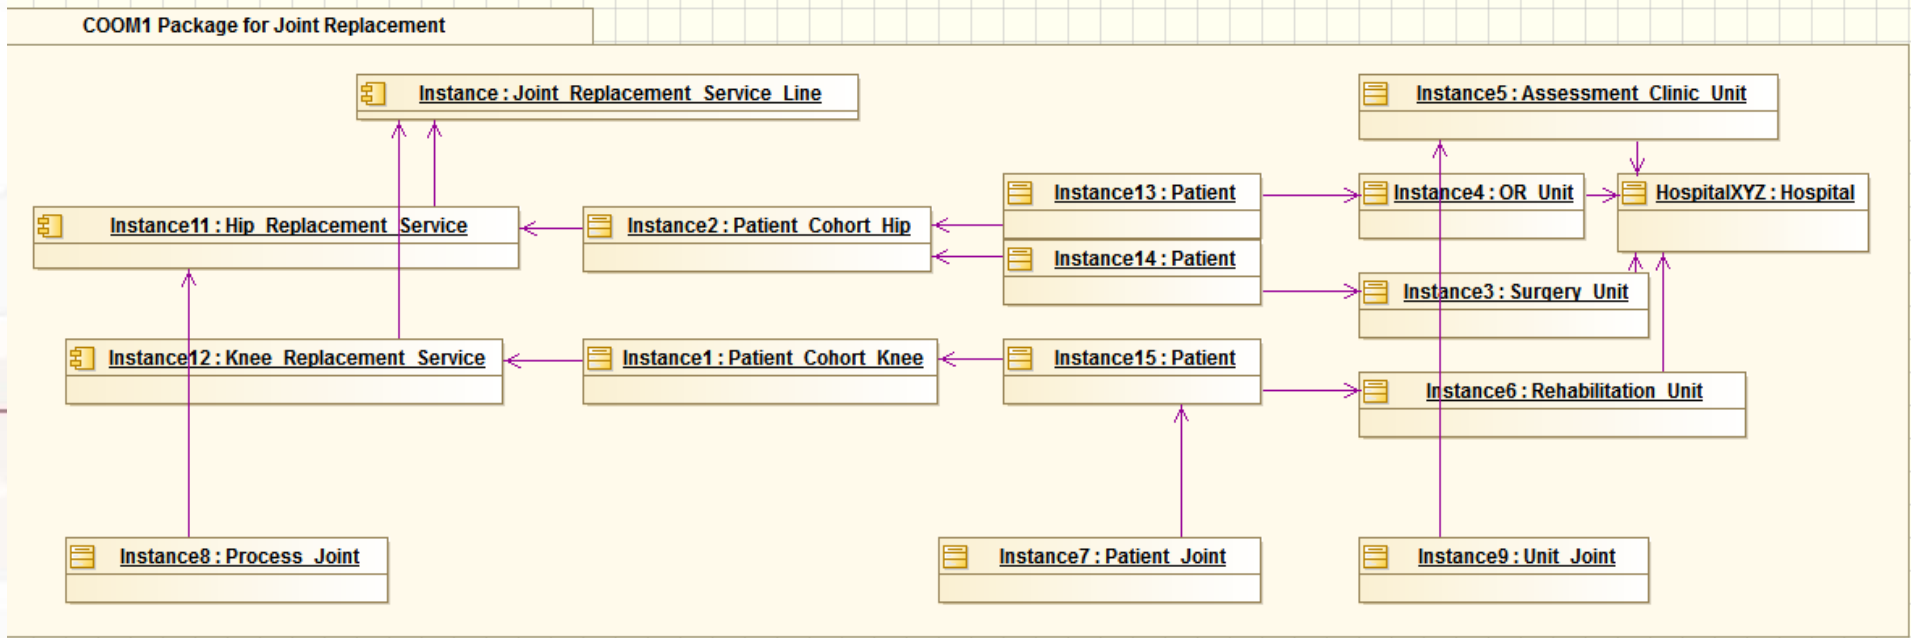 COOM1 Package for Joint Replacement
Instance : Joint_Replacement_Service_Line
Instance5 : Assessment_Clinic_Unit
Instance13 : Patient
Instance4 : OR_Unit
HospitalXYZ : Hospital
Instance11 : Hip_Replacement_Service
Instance2 : Patient_Cohort_Hip
Instance14 : Patient
Instance3 : Surgery_Unit
Instance12 : Knee_Replacement_Service
Instance1 : Patient_Cohort_Knee
Instance15 : Patient
Instance6 : Rehabilitation_Unit
Instance8 : Process_Joint
Instance7 : Patient_Joint
Instance9 : Unit_Joint